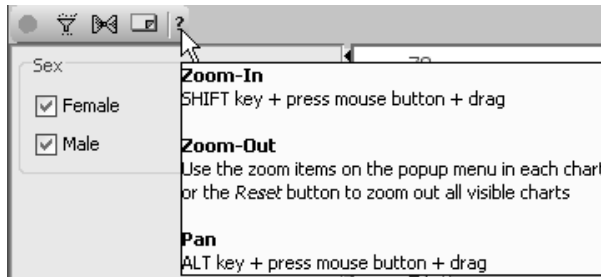 ?
Sex
Female
Male
Zoom-In
SHIFT key + press mouse button + drag
Zoom-Out
Use the zoom items on the popup menu in each chart
or the Reset button to zoom out all visible charts
Pan
ALT key + press mouse button + drag